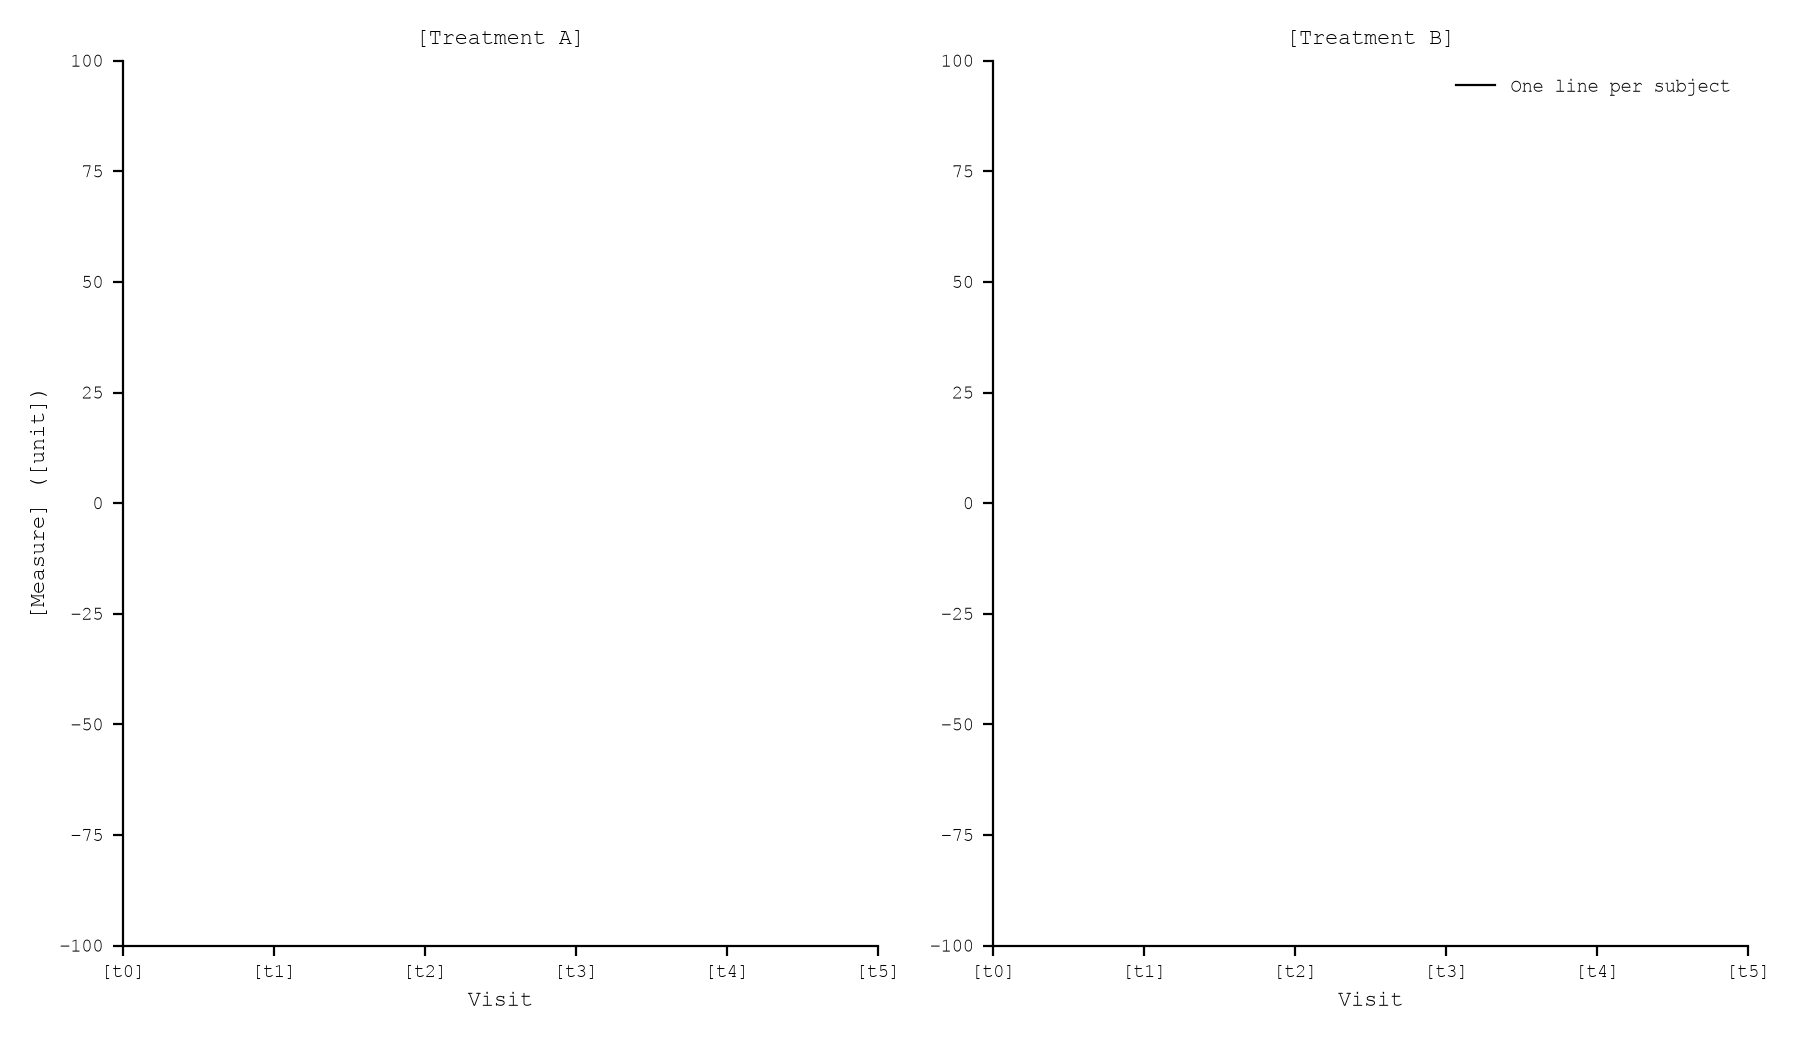 [Treatment A]
100
75
50
25
0
−25
−50
−75
−100
[Measure] ([unit])
[t0] [t1] [t2] [t3] [t4] [t5]
Visit
[Treatment B]
One line per subject
100
75
50
25
0
−25
−50
−75
−100
[t0] [t1] [t2] [t3] [t4] [t5]
Visit